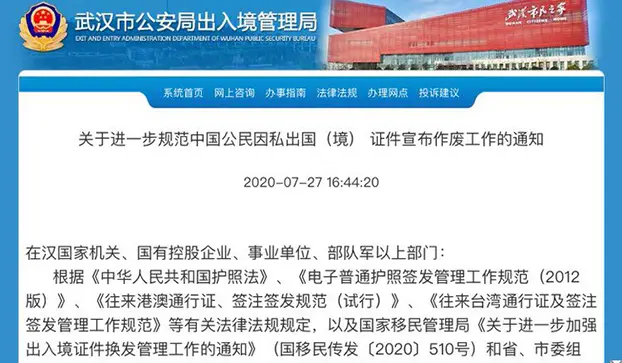 武汉市公安局出入境管理局
EXIT AND ENTRY ADMINISTRATION DEPARTMENT OF WUHAN PUBLIC SECURITY BUREAU
武汉市民之家
系统首页 网上咨询 办事指南 法律法规 办理网点 投诉建议
关于进一步规范中国公民因私出国（境） 证件宣布作废工作的通知
2020-07-27 16:44:20
在汉国家机关、国有控股企业、事业单位、部队军以上部门：
根据《中华人民共和国护照法》、《电子普通护照签发管理工作规范（2012
版）》、《往来港澳通行证、签注签发规范（试行）》、《往来台湾通行证及签注
签发管理工作规范》等有关法律法规规定，以及国家移民管理局《关于进一步加强
出入境证件换发管理工作的通知》（国移民传发〔2020〕510号）和省、市委组